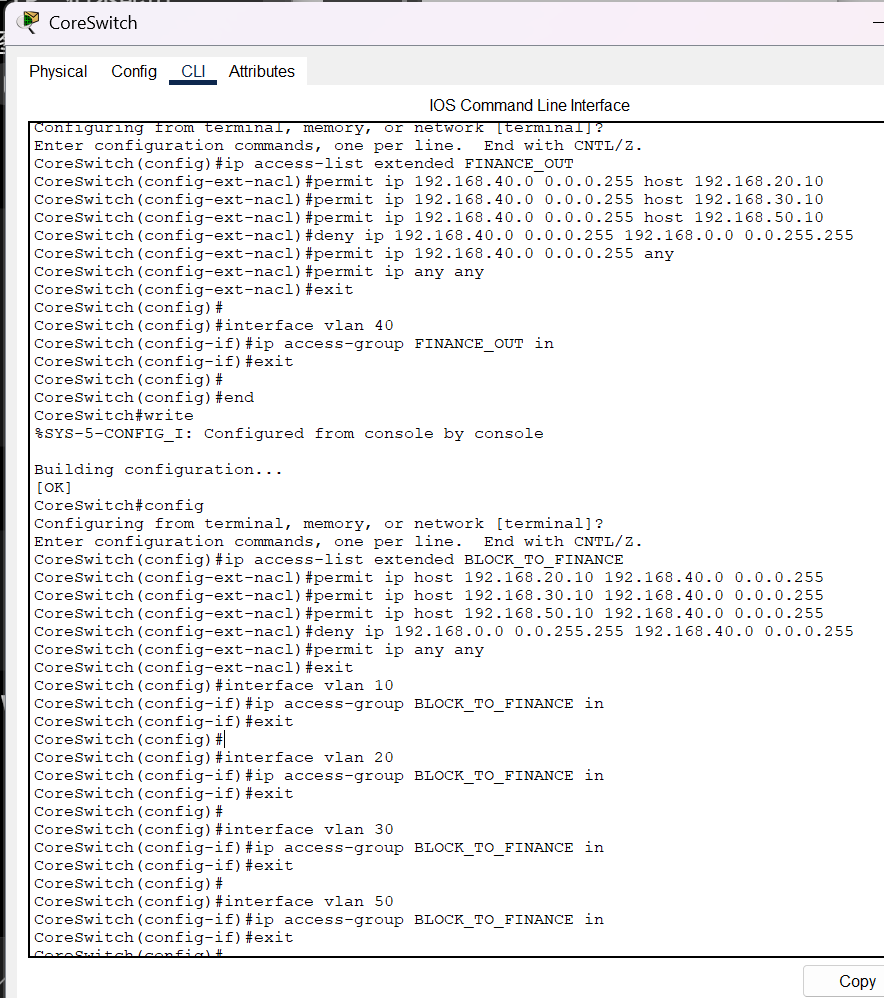 CoreSwitch
Physical Config CLI Attributes
IOS Command Line Interface
Configuring from terminal, memory, or network [terminal]?
Enter configuration commands, one per line.  End with CNTL/Z.
CoreSwitch(config)#ip access-list extended FINANCE_OUT
CoreSwitch(config-ext-nacl)#permit ip 192.168.40.0 0.0.0.255 host 192.168.20.10
CoreSwitch(config-ext-nacl)#permit ip 192.168.40.0 0.0.0.255 host 192.168.30.10
CoreSwitch(config-ext-nacl)#permit ip 192.168.40.0 0.0.0.255 host 192.168.50.10
CoreSwitch(config-ext-nacl)#deny ip 192.168.40.0 0.0.0.255 192.168.0.0 0.0.255.255
CoreSwitch(config-ext-nacl)#permit ip 192.168.40.0 0.0.0.255 any
CoreSwitch(config-ext-nacl)#permit ip any any
CoreSwitch(config-ext-nacl)#exit
CoreSwitch(config)#
CoreSwitch(config)#interface vlan 40
CoreSwitch(config-if)#ip access-group FINANCE_OUT in
CoreSwitch(config-if)#exit
CoreSwitch(config)#
CoreSwitch(config)#end
CoreSwitch#write
%SYS-5-CONFIG_I: Configured from console by console
Building configuration...
[OK]
CoreSwitch#config
Configuring from terminal, memory, or network [terminal]?
Enter configuration commands, one per line.  End with CNTL/Z.
CoreSwitch(config)#ip access-list extended BLOCK_TO_FINANCE
CoreSwitch(config-ext-nacl)#permit ip host 192.168.20.10 192.168.40.0 0.0.0.255
CoreSwitch(config-ext-nacl)#permit ip host 192.168.30.10 192.168.40.0 0.0.0.255
CoreSwitch(config-ext-nacl)#permit ip host 192.168.50.10 192.168.40.0 0.0.0.255
CoreSwitch(config-ext-nacl)#deny ip 192.168.0.0 0.0.255.255 192.168.40.0 0.0.0.255
CoreSwitch(config-ext-nacl)#permit ip any any
CoreSwitch(config-ext-nacl)#exit
CoreSwitch(config)#interface vlan 10
CoreSwitch(config-if)#ip access-group BLOCK_TO_FINANCE in
CoreSwitch(config-if)#exit
CoreSwitch(config)#
CoreSwitch(config)#interface vlan 20
CoreSwitch(config-if)#ip access-group BLOCK_TO_FINANCE in
CoreSwitch(config-if)#exit
CoreSwitch(config)#
CoreSwitch(config)#interface vlan 30
CoreSwitch(config-if)#ip access-group BLOCK_TO_FINANCE in
CoreSwitch(config-if)#exit
CoreSwitch(config)#
CoreSwitch(config)#interface vlan 50
CoreSwitch(config-if)#ip access-group BLOCK_TO_FINANCE in
CoreSwitch(config-if)#exit
CoreSwitch(config)#
Copy